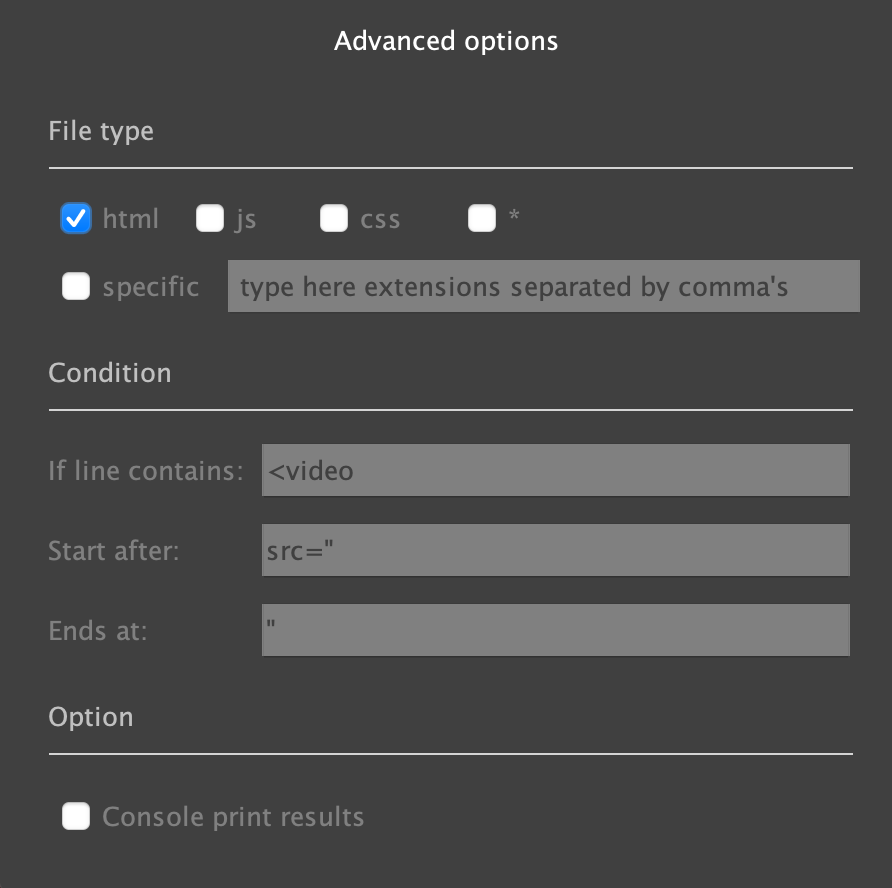 Advanced options
File type
html js css *
specific type here extensions separated by comma's
Condition
If line contains: <video
Start after: src="
Ends at: "
Option
Console print results